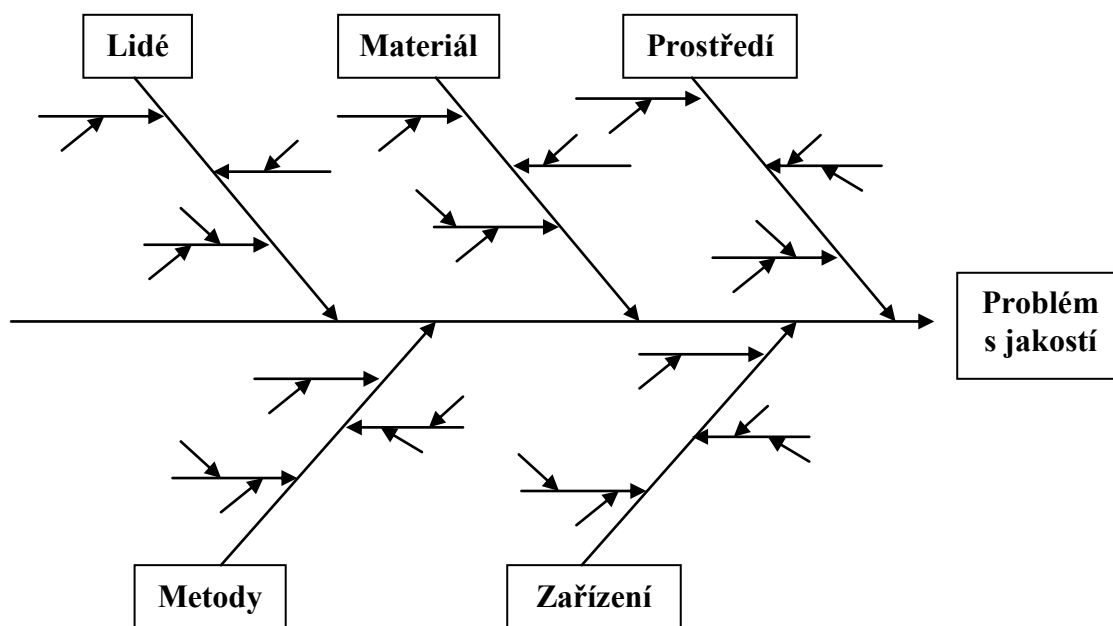 Lidé
Materiál
Prostředí
Problém
s jakostí
Metody
Zařízení